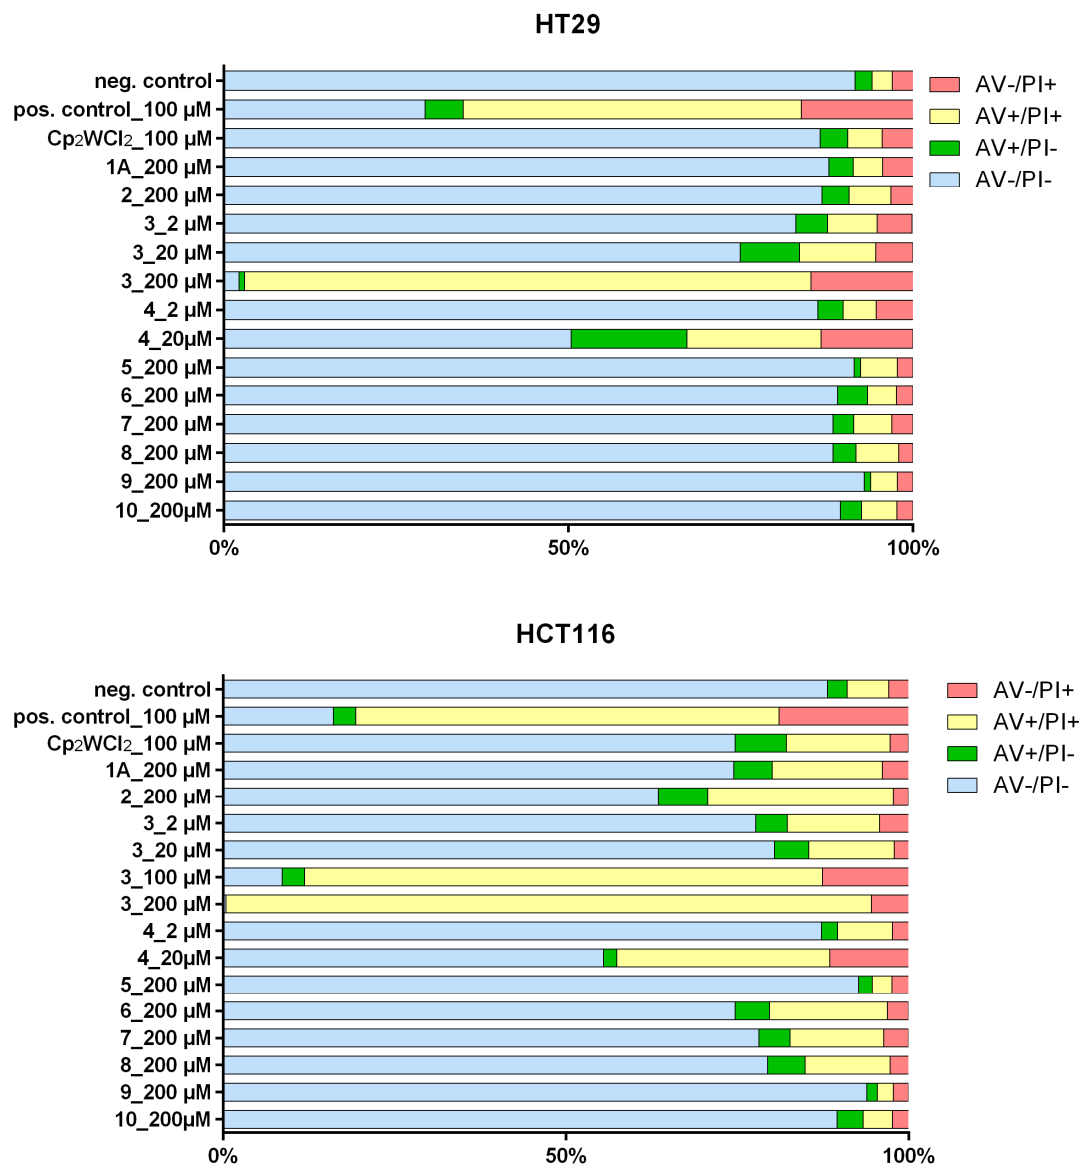 HT29
neg. control
pos. control_100 µM
Cp2WCl2_100 µM
1A_200 µM
2_200 µM
3_2 µM
3_20 µM
3_200 µM
4_2 µM
4_20µM
5_200 µM
6_200 µM
7_200 µM
8_200 µM
9_200 µM
10_200µM
0%
50%
100%
AV-/PI+
AV+/PI+
AV+/PI-
AV-/PI-
HCT116
neg. control
pos. control_100 µM
Cp2WCl2_100 µM
1A_200 µM
2_200 µM
3_2 µM
3_20 µM
3_100 µM
3_200 µM
4_2 µM
4_20µM
5_200 µM
6_200 µM
7_200 µM
8_200 µM
9_200 µM
10_200µM
0%
50%
100%
AV-/PI+
AV+/PI+
AV+/PI-
AV-/PI-